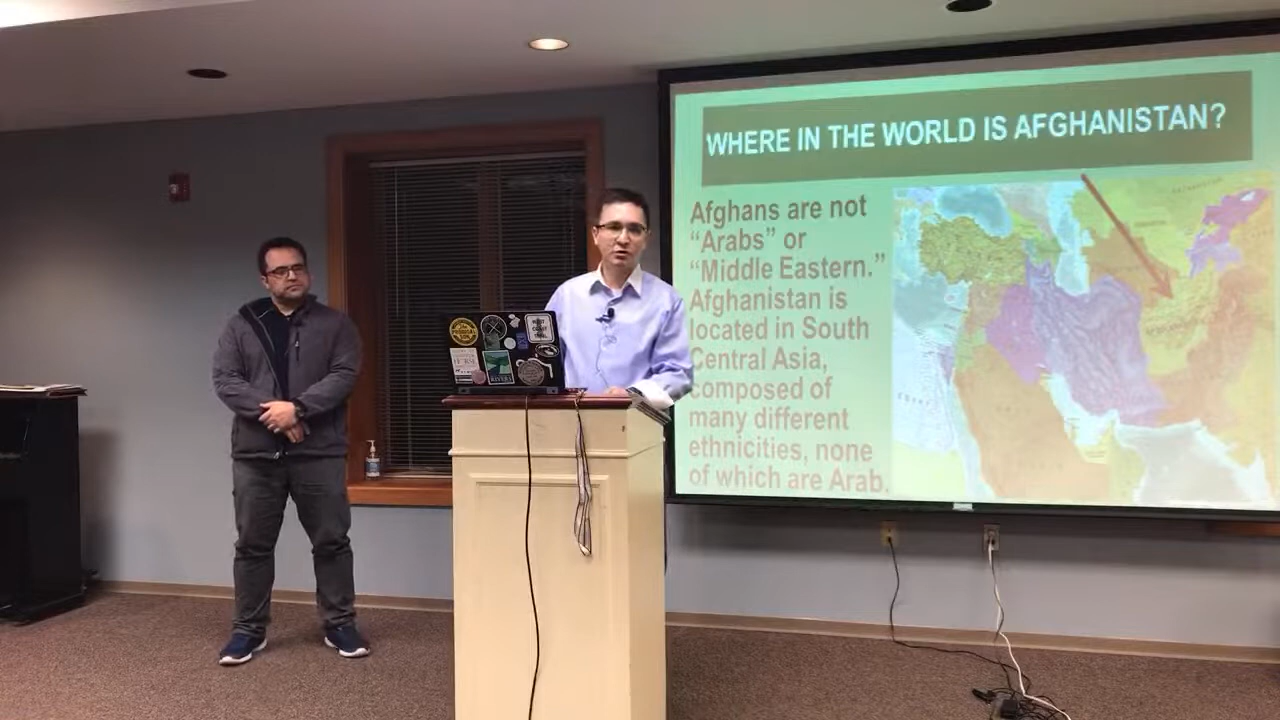 WHERE IN THE WORLD IS AFGHANISTAN?
Afghans are not
“Arabs” or
“Middle Eastern.”
Afghanistan is
located in South
Central Asia,
composed of
many different
ethnicities, none
of which are Arab.
RIVERS